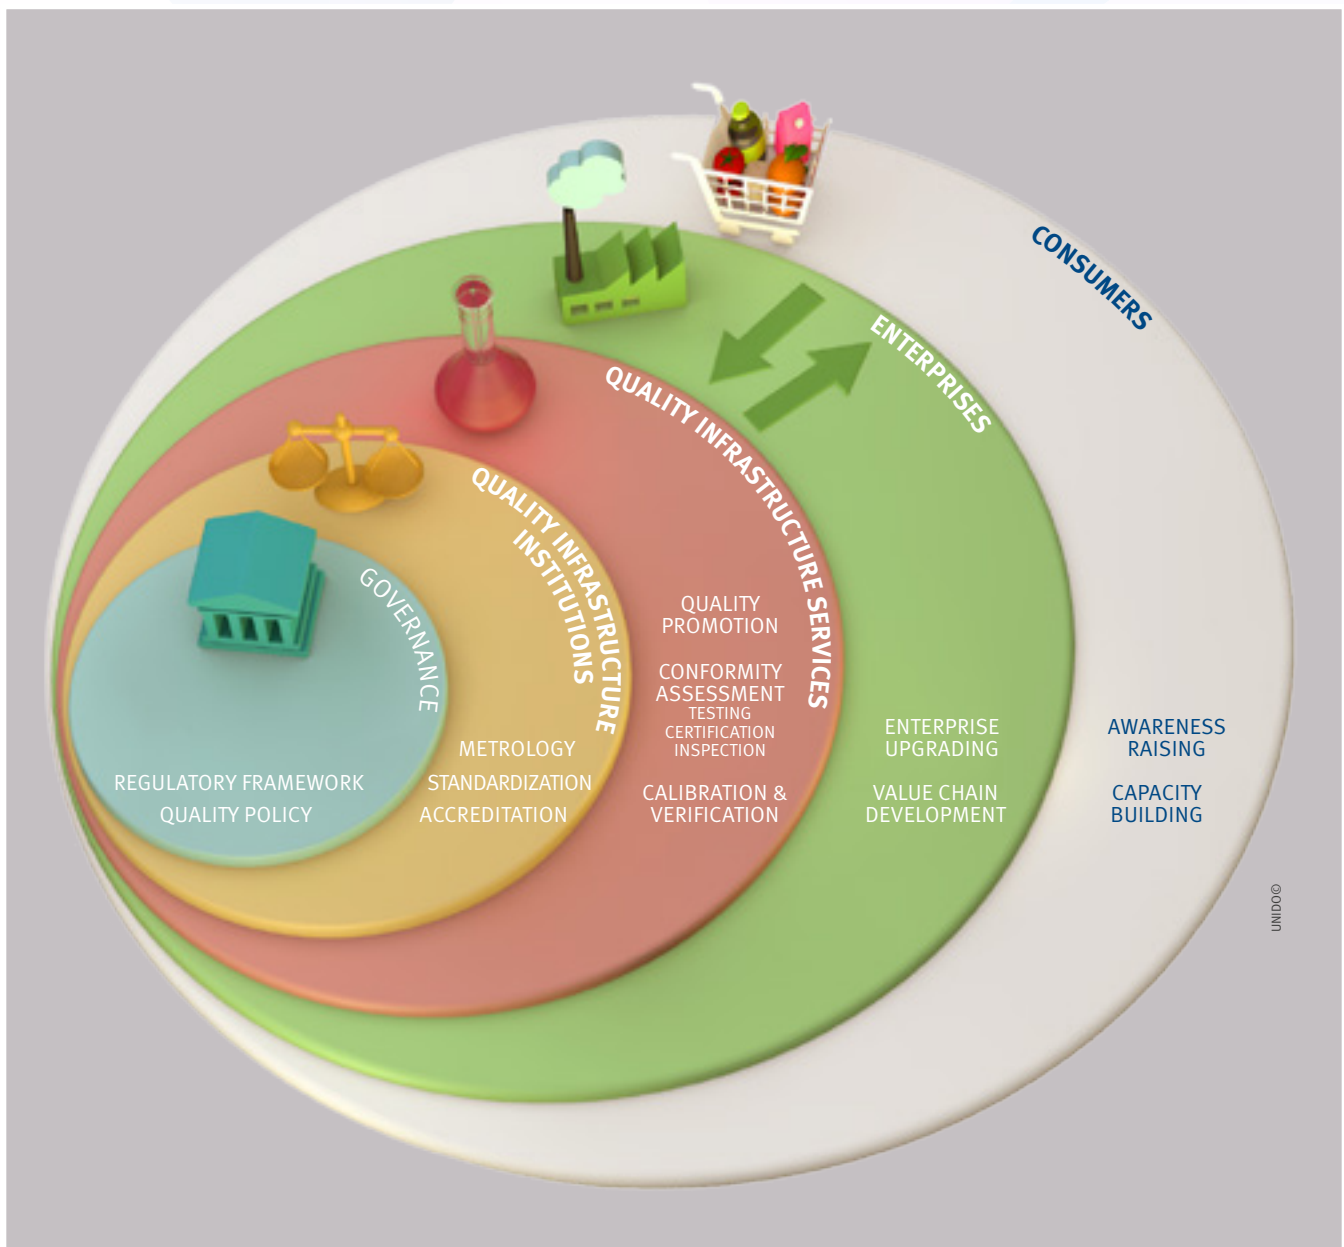 CONSUMERS
ENTERPRISES
QUALITY INFRASTRUCTURE SERVICES
QUALITY INFRASTRUCTURE
INSTITUTIONS
GOVERNANCE
REGULATORY FRAMEWORK
QUALITY POLICY
METROLOGY
STANDARDIZATION
ACCREDITATION
QUALITY
PROMOTION
CONFORMITY
ASSESSMENT
TESTING
CERTIFICATION
INSPECTION
CALIBRATION &
VERIFICATION
ENTERPRISE
UPGRADING
VALUE CHAIN
DEVELOPMENT
AWARENESS
RAISING
CAPACITY
BUILDING
UNIDO©